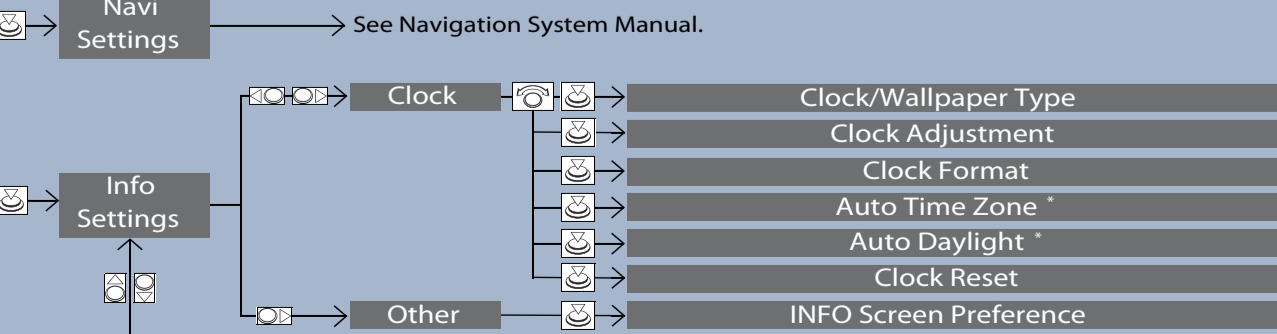 Navi
Settings
See Navigation System Manual.
Clock
Clock/Wallpaper Type
Clock Adjustment
Clock Format
Info
Settings
Auto Time Zone *
Auto Daylight *
Clock Reset
Other
INFO Screen Preference